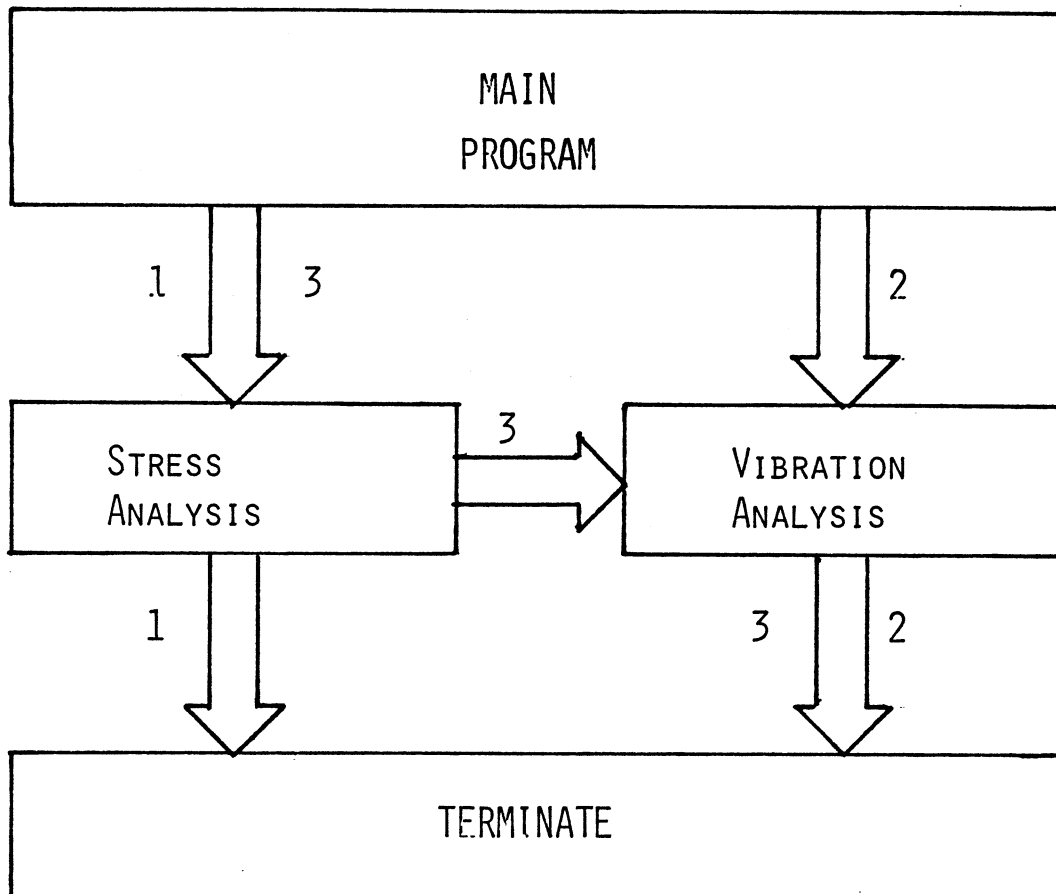 MAIN
PROGRAM
1 3 2
3
STRESS
ANALYSIS
VIBRATION
ANALYSIS
1 3 2
TERMINATE